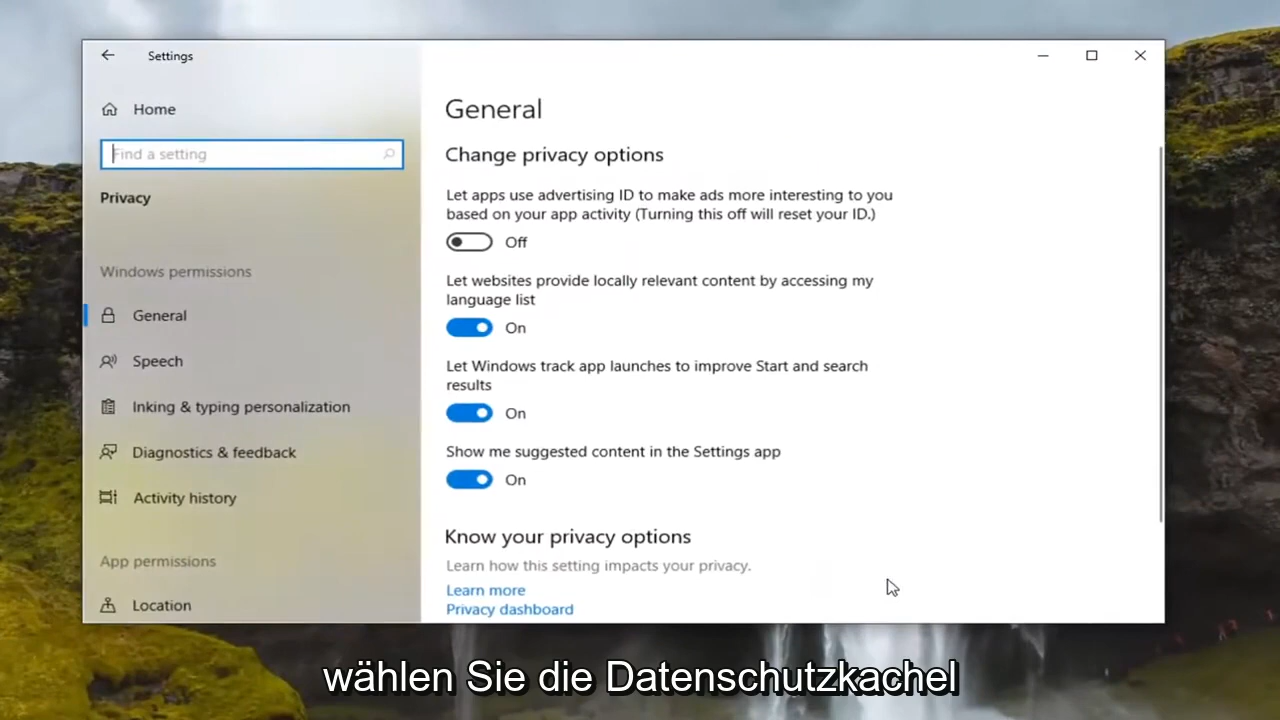 Settings
Home
Find a setting
Privacy
Windows permissions
General
Speech
Inking & typing personalization
Diagnostics & feedback
Activity history
App permissions
Location
General
Change privacy options
Let apps use advertising ID to make ads more interesting to you
based on your app activity (Turning this off will reset your ID.)
Off
Let websites provide locally relevant content by accessing my
language list
On
Let Windows track app launches to improve Start and search
results
On
Show me suggested content in the Settings app
On
Know your privacy options
Learn how this setting impacts your privacy.
Learn more
Privacy dashboard
wählen Sie die Datenschutzkachel